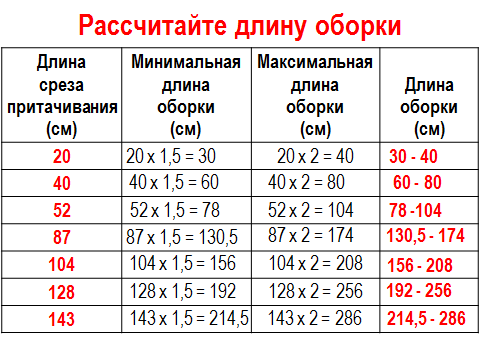 Рассчитайте длину оборки
Длина среза притачивания (см) Минимальная длина оборки (см) Максимальная длина оборки (см) Длина оборки (см)
20 20 x 1,5 = 30 20 x 2 = 40 30 - 40
40 40 x 1,5 = 60 40 x 2 = 80 60 - 80
52 52 x 1,5 = 78 52 x 2 = 104 78 -104
87 87 x 1,5 = 130,5 87 x 2 = 174 130,5 - 174
104 104 x 1,5 = 156 104 x 2 = 208 156 - 208
128 128 x 1,5 = 192 128 x 2 = 256 192 - 256
143 143 x 1,5 = 214,5 143 x 2 = 286 214,5 - 286